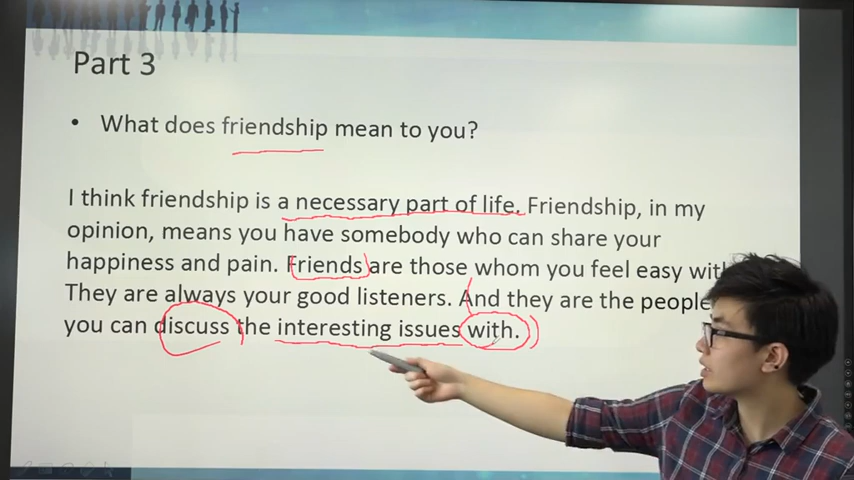 Part 3
• What does friendship mean to you?
I think friendship is a necessary part of life. Friendship, in my
opinion, means you have somebody who can share your
happiness and pain. Friends are those whom you feel easy with
They are always your good listeners. And they are the people
you can discuss the interesting issues with.